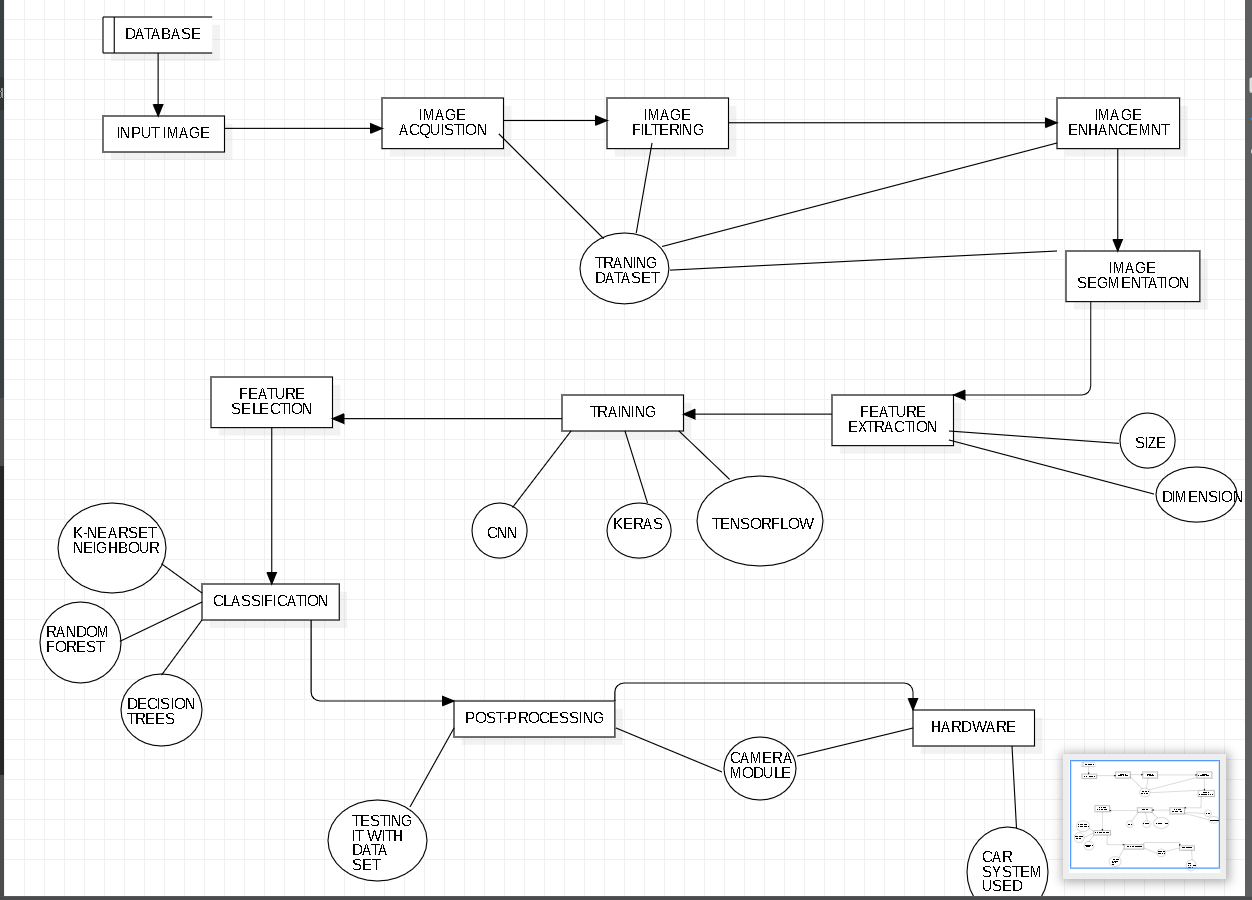 DATABASE
INPUT IMAGE
IMAGE
ACQUISTION
IMAGE
FILTERING
IMAGE
ENHANCEMNT
TRANING
DATASET
IMAGE
SEGMENTATION
FEATURE
SELECTION
TRAINING
FEATURE
EXTRACTION
SIZE
DIMENSION
CNN
KERAS
TENSORFLOW
K-NEARSET
NEIGHBOUR
CLASSIFICATION
RANDOM
FOREST
DECISION
TREES
POST-PROCESSING
HARDWARE
CAMERA
MODULE
TESTING
IT WITH
DATA
SET
CAR
SYSTEM
USED